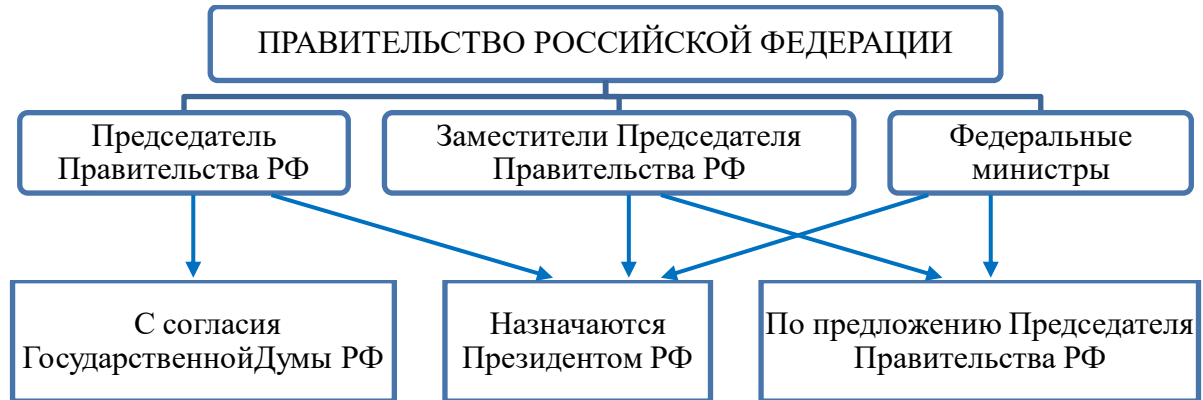 ПРАВИТЕЛЬСТВО РОССИЙСКОЙ ФЕДЕРАЦИИ
Председатель
Правительства РФ
Заместители Председателя
Правительства РФ
Федеральные
министры
С согласия
ГосударственнойДумы РФ
Назначаются
Президентом РФ
По предложению Председателя
Правительства РФ